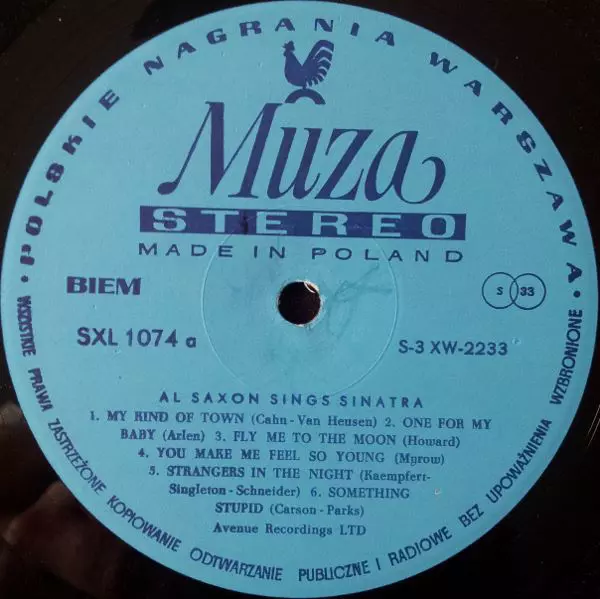 • POLSKIE NAGRANIA WARSZAWA •
Muza
STEREO
MADE IN POLAND
BIEM
S 33
SXL 1074 a
S-3 XW-2233
AL SAXON SINGS SINATRA
1. MY KIND OF TOWN (Cahn - Van Heusen) 2. ONE FOR MY
BABY (Arlen) 3. FLY ME TO THE MOON (Howard)
4. YOU MAKE ME FEEL SO YOUNG (Myrow)
5. STRANGERS IN THE NIGHT (Kaempfert-
Singleton - Schneider) 6. SOMETHING
STUPID (Carson - Parks)
Avenue Recordings LTD
WSZYSTKIE PRAWA ZASTRZEŻONE KOPIOWANIE ODTWARZANIE PUBLICZNE I RADIOWE BEZ UPOWAŻNIENIA WZBRONIONE